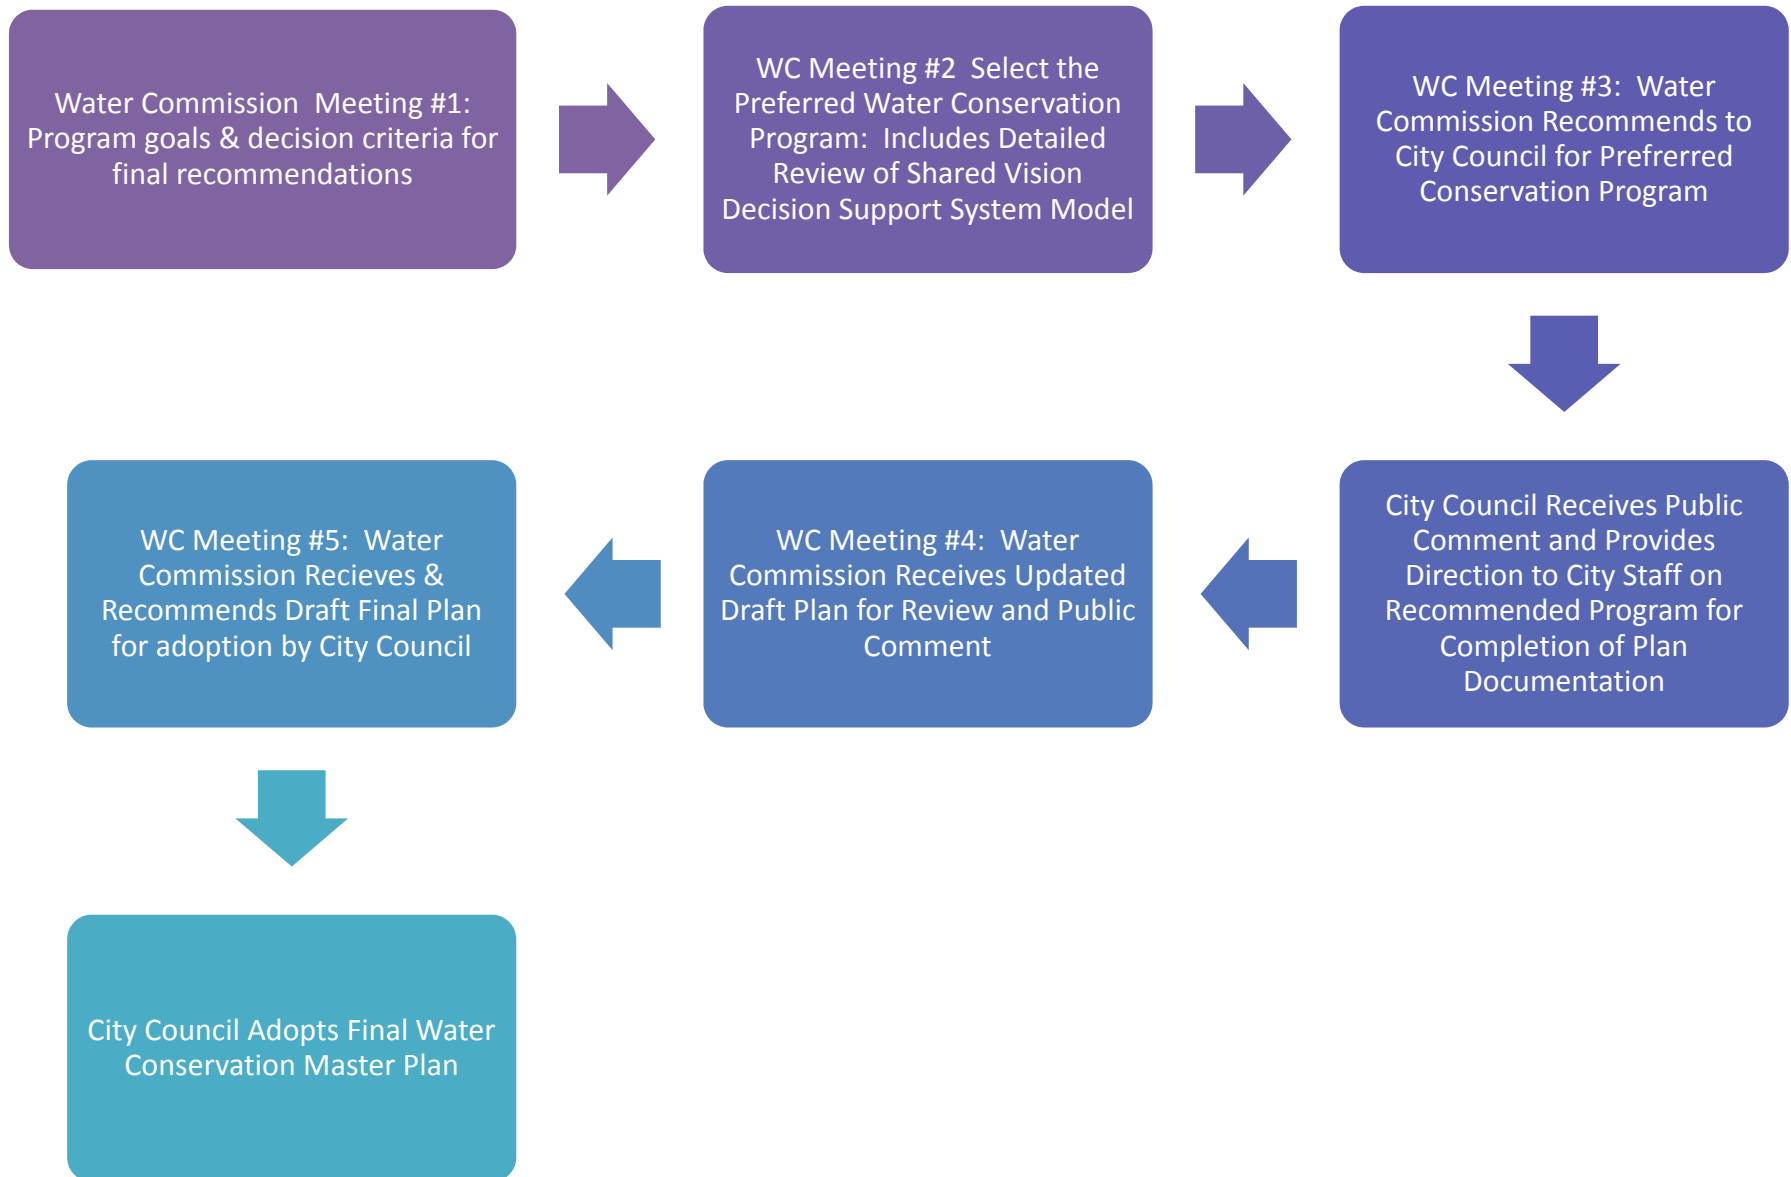 Water Commission  Meeting #1:
Program goals & decision criteria for
final recommendations
WC Meeting #2  Select the
Preferred Water Conservation
Program:  Includes Detailed
Review of Shared Vision
Decision Support System Model
WC Meeting #3:  Water
Commission Recommends to
City Council for Prefrerred
Conservation Program
City Council Receives Public
Comment and Provides
Direction to City Staff on
Recommended Program for
Completion of Plan
Documentation
WC Meeting #4:  Water
Commission Receives Updated
Draft Plan for Review and Public
Comment
WC Meeting #5:  Water
Commission Recieves &
Recommends Draft Final Plan
for adoption by City Council
City Council Adopts Final Water
Conservation Master Plan